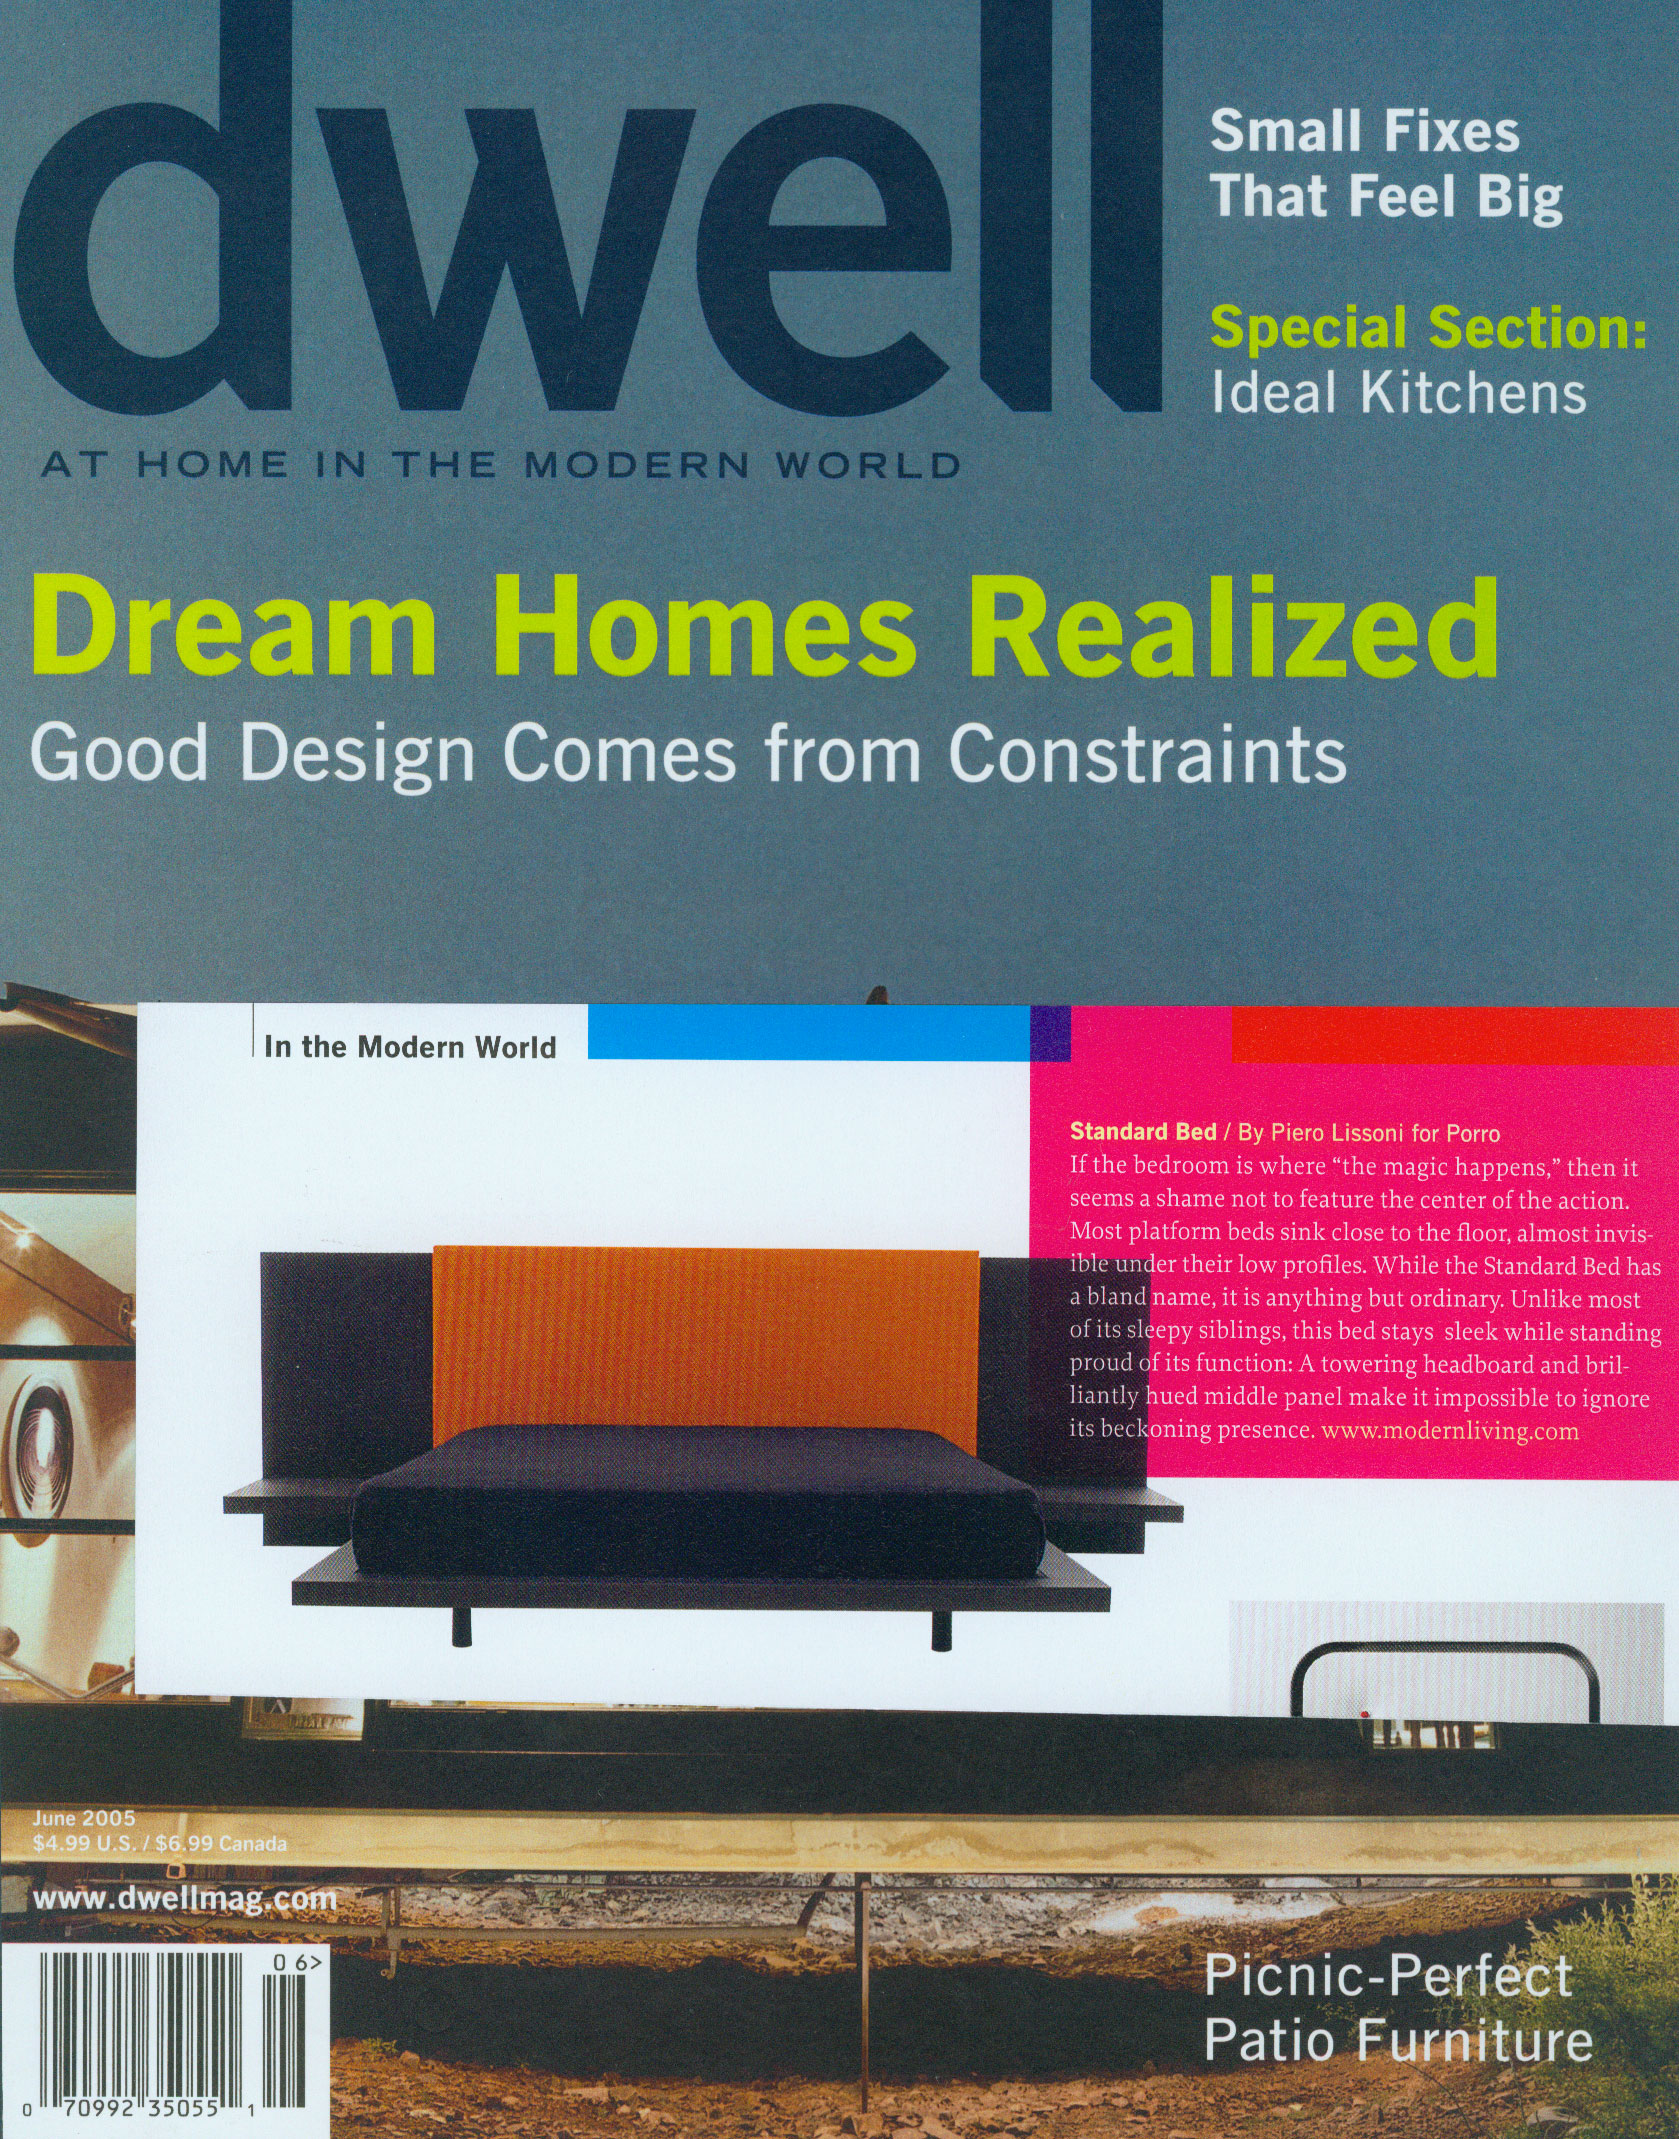 dwell
AT HOME IN THE MODERN WORLD
Small Fixes
That Feel Big
Special Section:
Ideal Kitchens
Dream Homes Realized
Good Design Comes from Constraints
In the Modern World
Standard Bed / By Piero Lissoni for Porro
If the bedroom is where “the magic happens,” then it
seems a shame not to feature the center of the action.
Most platform beds sink close to the floor, almost invis-
ible under their low profiles. While the Standard Bed has
a bland name, it is anything but ordinary. Unlike most
of its sleepy siblings, this bed stays sleek while standing
proud of its function: A towering headboard and bril-
liantly hued middle panel make it impossible to ignore
its beckoning presence. www.modernliving.com
June 2005
$4.99 U.S. / $6.99 Canada
www.dwellmag.com
06>
0 70992 35055 1
Picnic-Perfect
Patio Furniture